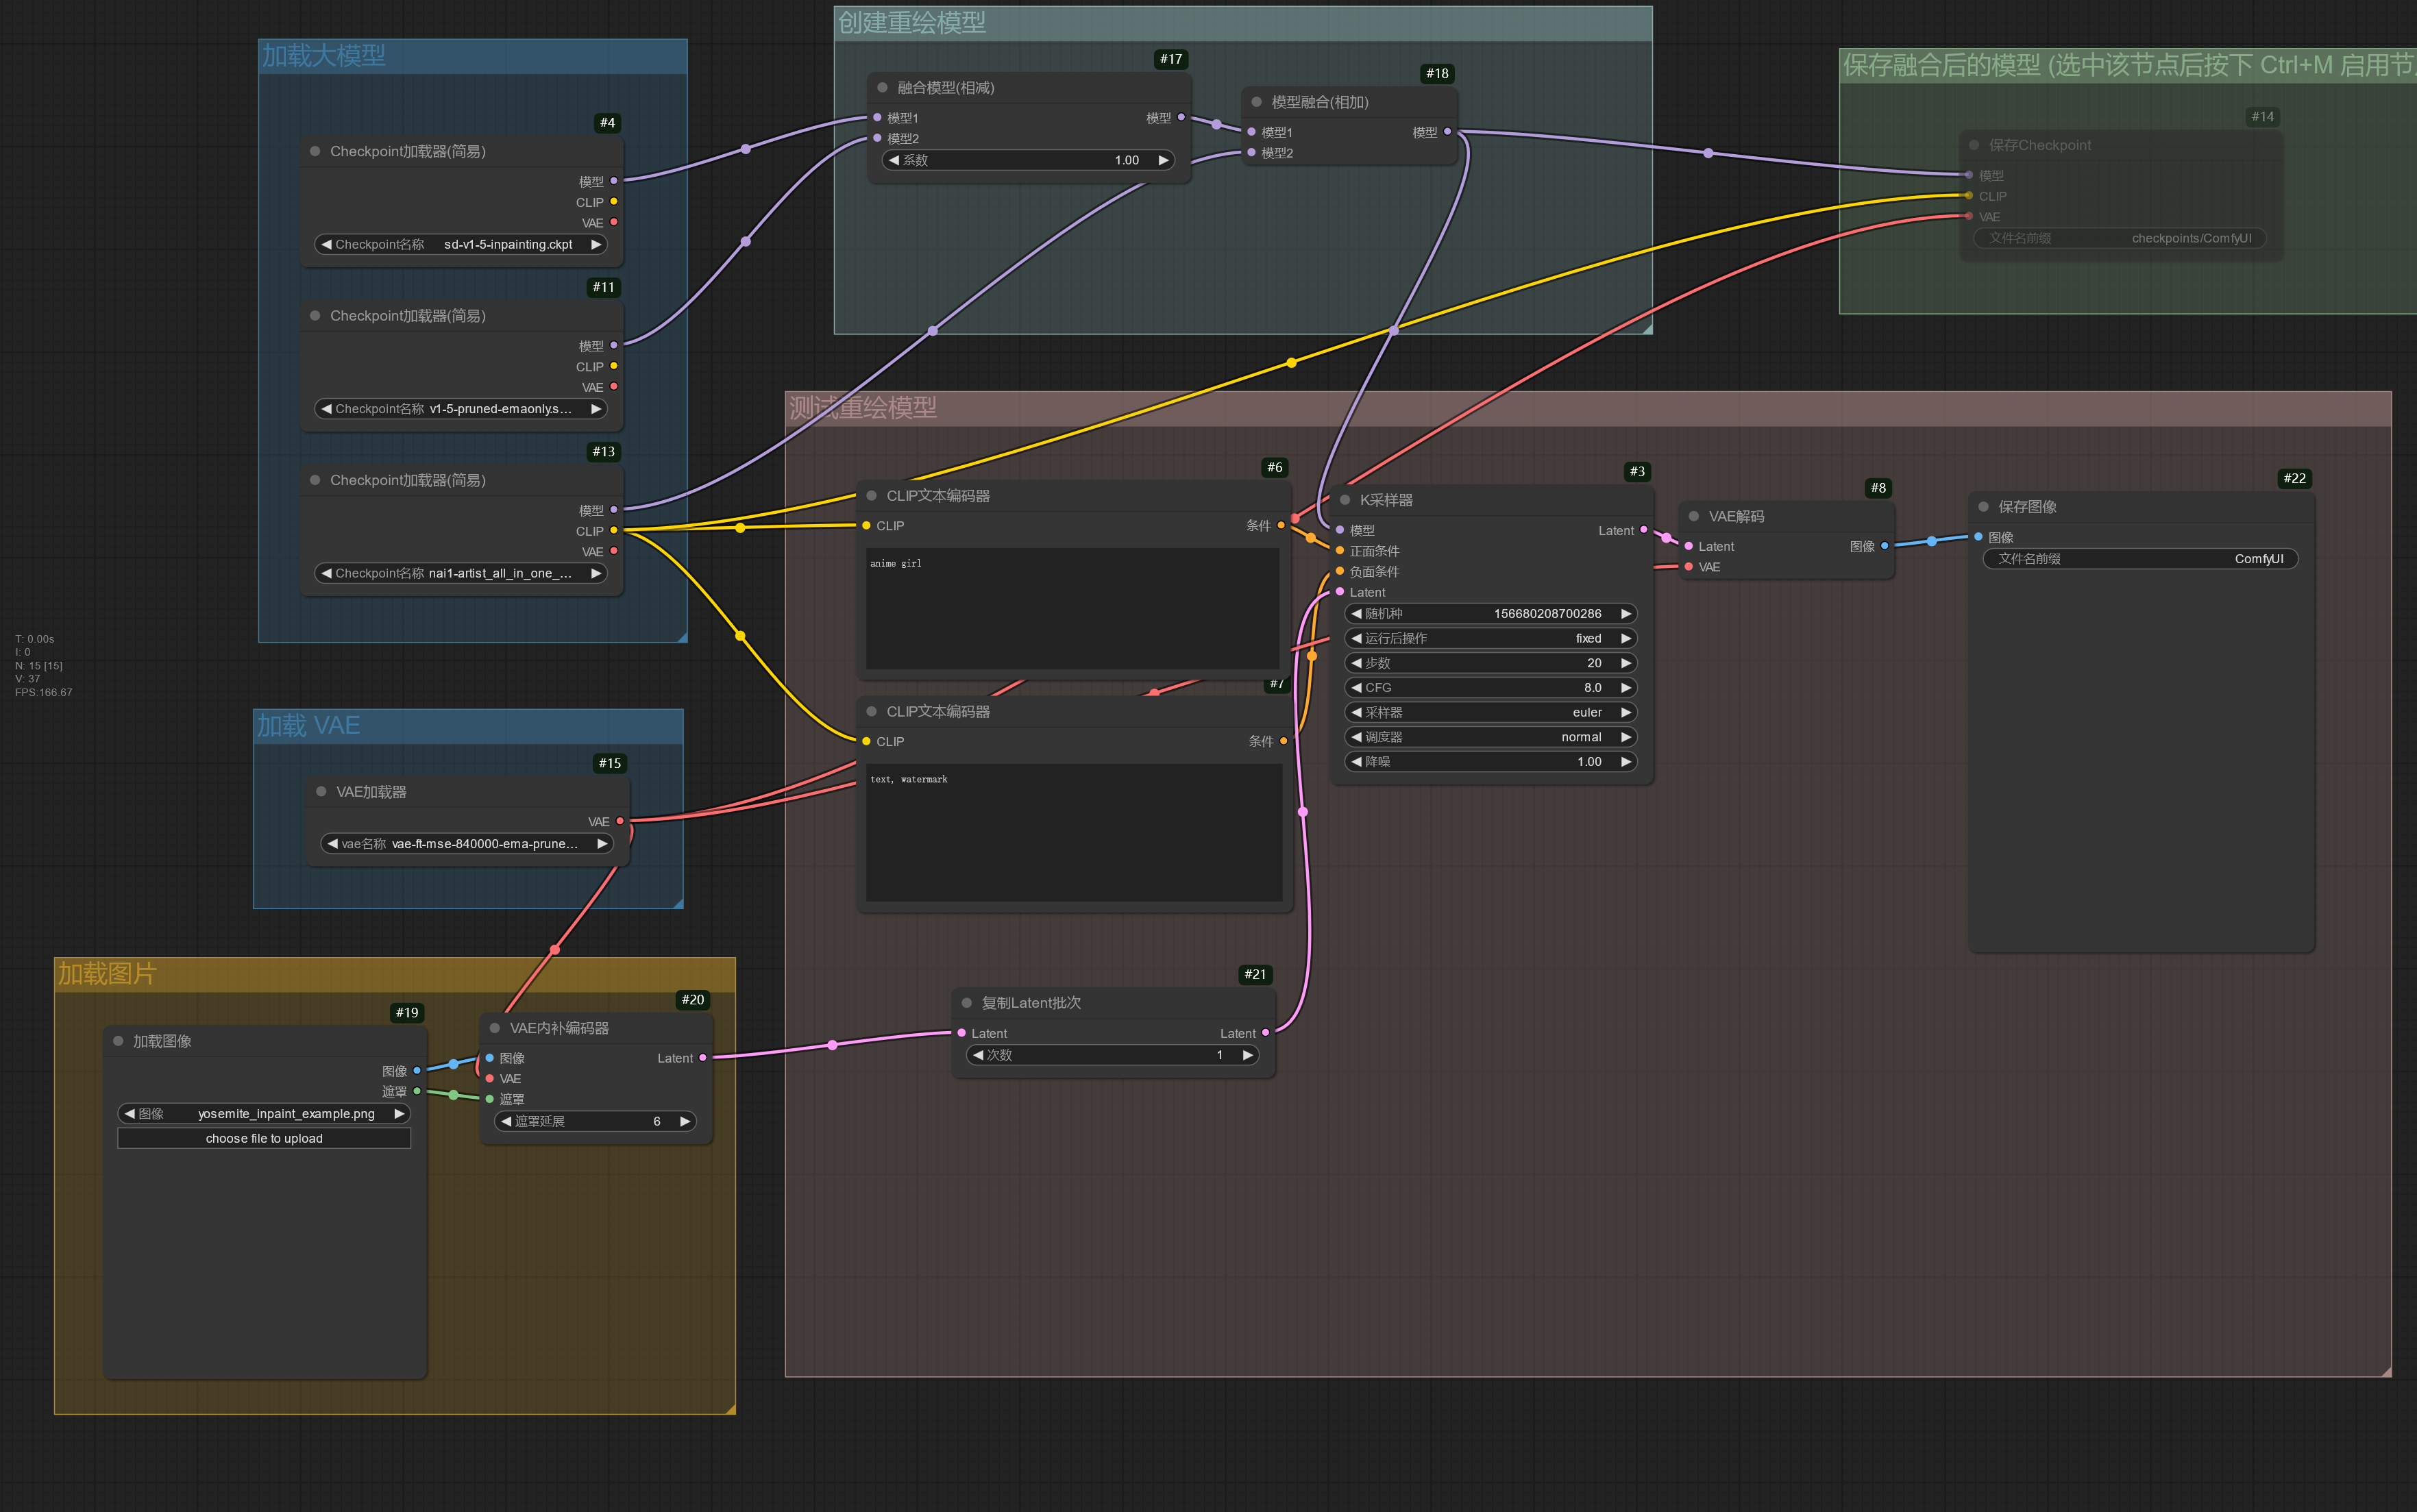 加载大模型
#4
Checkpoint加载器(简易)
模型
CLIP
VAE
Checkpoint名称 sd-v1-5-inpainting.ckpt
#11
Checkpoint加载器(简易)
模型
CLIP
VAE
Checkpoint名称 v1-5-pruned-emaonly.s...
#13
Checkpoint加载器(简易)
模型
CLIP
VAE
Checkpoint名称 nai1-artist_all_in_one_...
创建重绘模型
#17
融合模型(相减)
模型1 模型
模型2
系数 1.00
#18
模型融合(相加)
模型1 模型
模型2
保存融合后的模型 (选中该节点后按下 Ctrl+M 启用节
#14
保存Checkpoint
模型
CLIP
VAE
文件名前缀 checkpoints/ComfyUI
T: 0.00s
I: 0
N: 15 [15]
V: 37
FPS:166.67
加载 VAE
#15
VAE加载器
VAE
vae名称 vae-ft-mse-840000-ema-prune...
加载图片
#19
加载图像
图像
遮罩
图像 yosemite_inpaint_example.png
choose file to upload
#20
VAE内补编码器
图像 Latent
VAE
遮罩
遮罩延展 6
测试重绘模型
#6
CLIP文本编码器
CLIP 条件
anime girl
#7
CLIP文本编码器
CLIP 条件
text, watermark
#21
复制Latent批次
Latent Latent
次数 1
#3
K采样器
模型 Latent
正面条件
负面条件
Latent
随机种 156680208700286
运行后操作 fixed
步数 20
CFG 8.0
采样器 euler
调度器 normal
降噪 1.00
#8
VAE解码
Latent 图像
VAE
#22
保存图像
图像
文件名前缀 ComfyUI